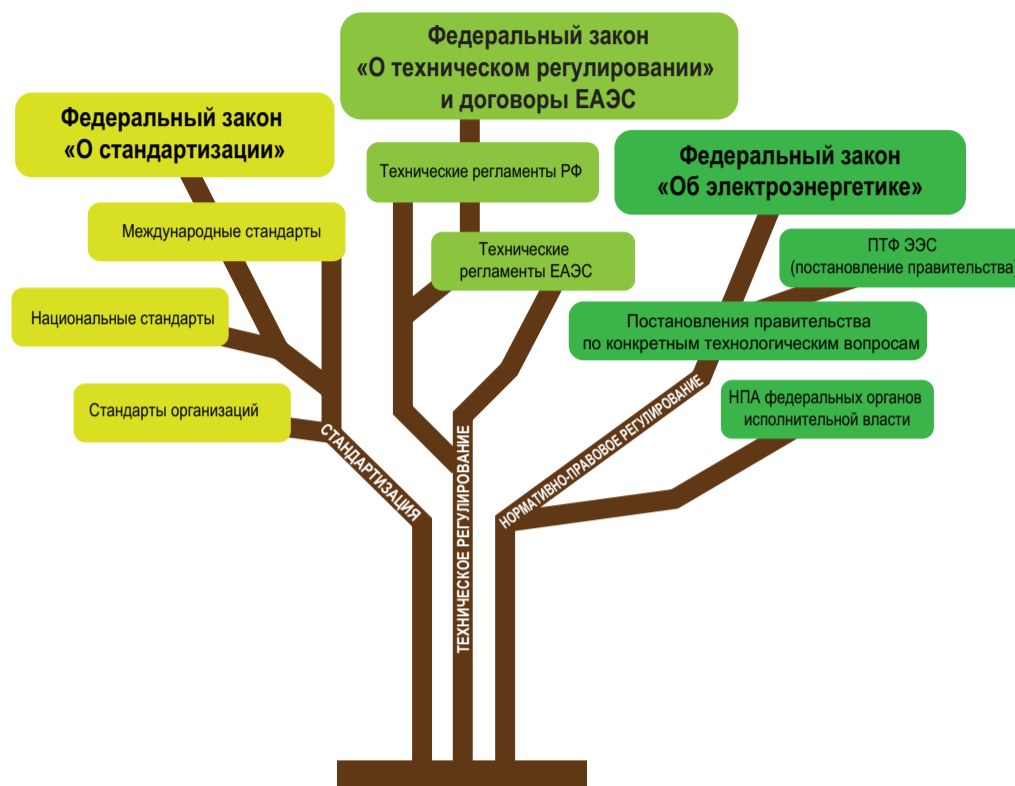 Федеральный закон
«О техническом регулировании»
и договоры ЕАЭС
Федеральный закон
«О стандартизации»
Технические регламенты РФ
Федеральный закон
«Об электроэнергетике»
Международные стандарты
Технические
регламенты ЕАЭС
ПТФ ЭЭС
(постановление правительства)
Национальные стандарты
Постановления правительства
по конкретным технологическим вопросам
Стандарты организаций
НПА федеральных органов
исполнительной власти
СТАНДАРТИЗАЦИЯ
ТЕХНИЧЕСКОЕ РЕГУЛИРОВАНИЕ
НОРМАТИВНО-ПРАВОВОЕ РЕГУЛИРОВАНИЕ